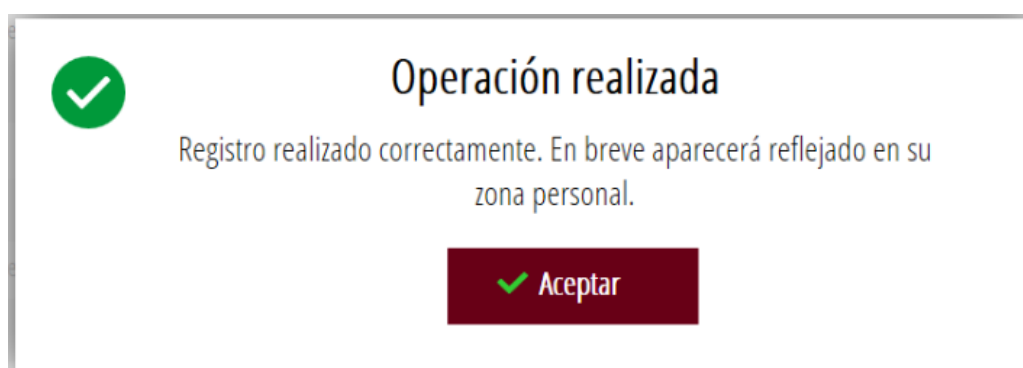 Operación realizada
Registro realizado correctamente. En breve aparecerá reflejado en su
zona personal.
Aceptar